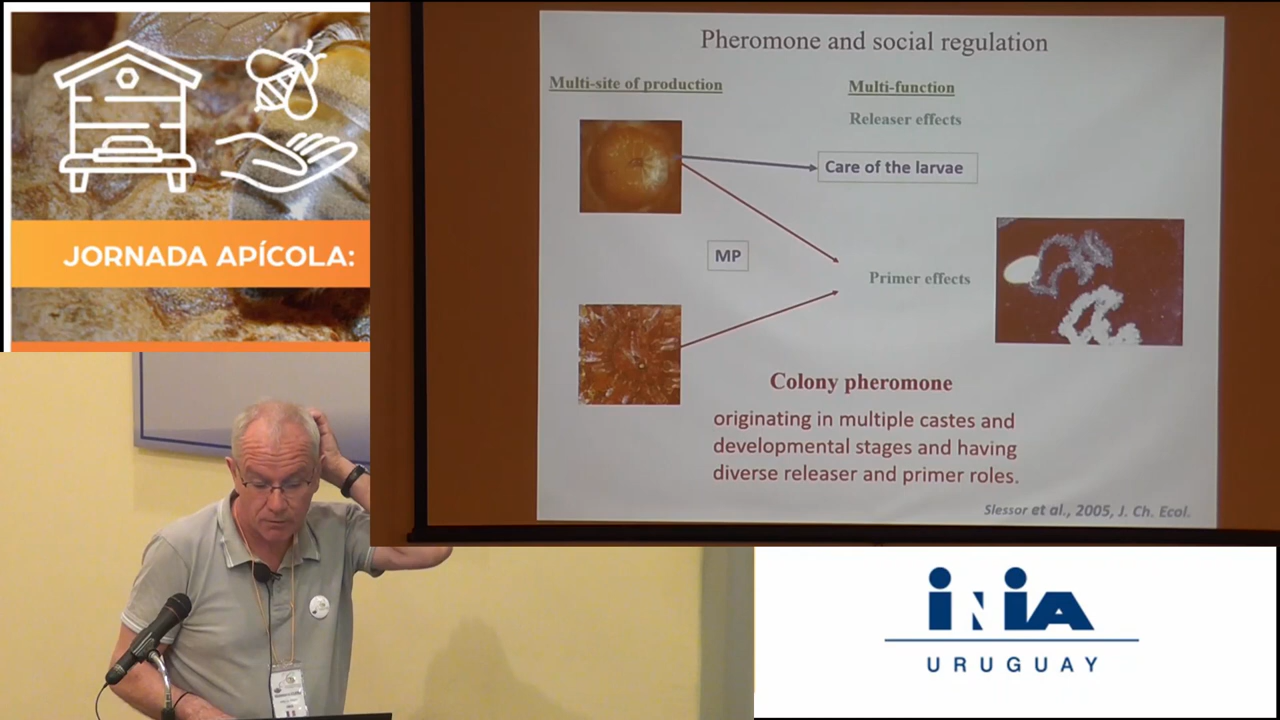 JORNADA APÍCOLA:
Pheromone and social regulation
Multi-site of production
Multi-function
Releaser effects
Care of the larvae
MP
Primer effects
Colony pheromone
originating in multiple castes and
developmental stages and having
diverse releaser and primer roles.
Slessor et al., 2005, J. Ch. Ecol.
iNiA
URUGUAY